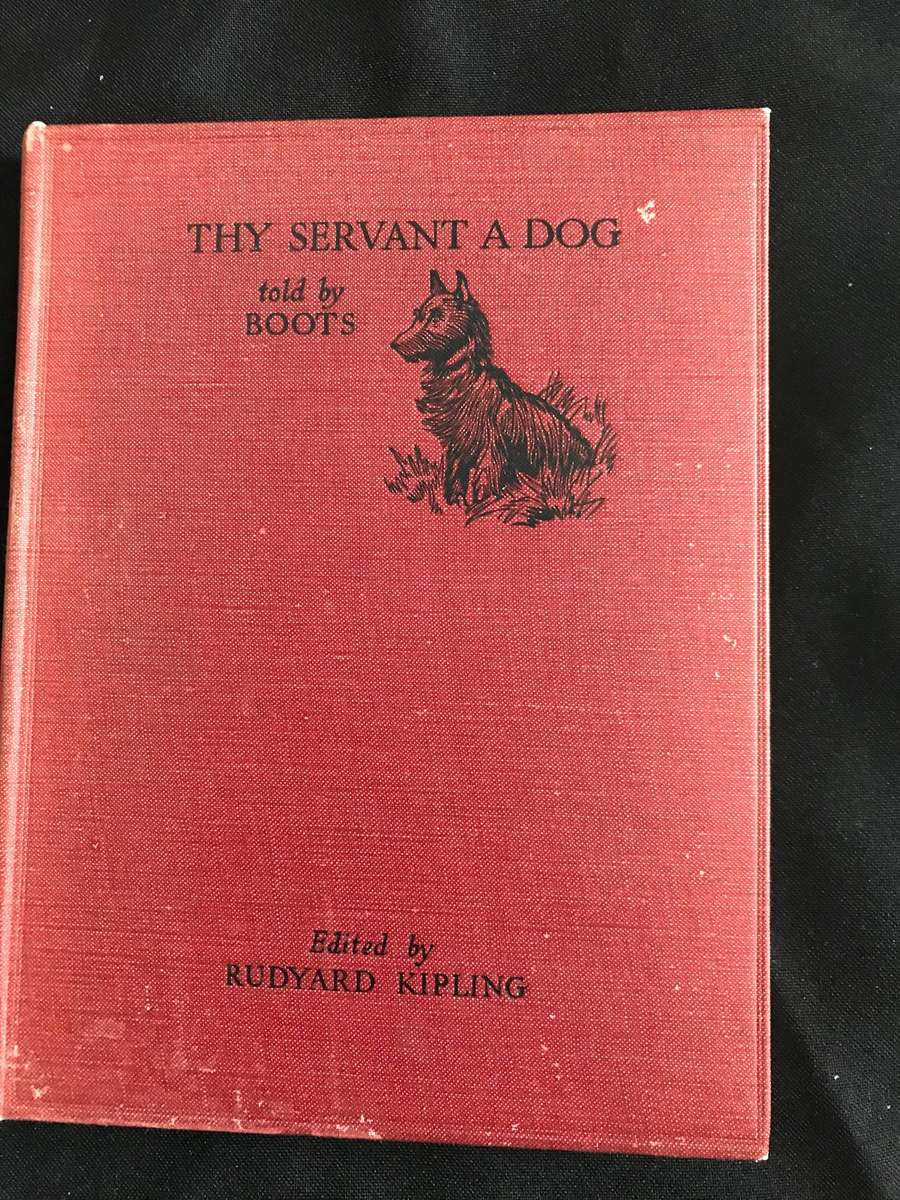 THY SERVANT A DOG
told by
BOOTS
Edited by
RUDYARD KIPLING